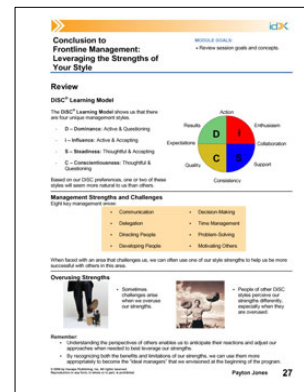 idX
Conclusion to
Frontline Management:
Leveraging the Strengths of
Your Style
MODULE GOALS:
• Review session goals and concepts.
Review
DiSC® Learning Model
The DiSC® Learning Model shows us that there
are four unique management styles.
- D – Dominance: Active & Questioning
- I – Influence: Active & Accepting
- S – Steadiness: Thoughtful & Accepting
- C – Conscientiousness: Thoughtful &
Questioning
Based on our DiSC preferences, one or two of these
styles will seem more natural to us than others.
Action
Results
Enthusiasm
D
I
Expectations
Collaboration
C
S
Quality
Support
Consistency
Management Strengths and Challenges
Eight key management areas:
• Communication
• Decision-Making
• Delegation
• Time Management
• Directing People
• Problem-Solving
• Developing People
• Motivating Others
When faced with an area that challenges us, we can often use one of our style strengths to help us be more
successful with others in this area.
Overusing Strengths
• Sometimes
challenges arise
when we overuse
our strengths.
• People of other DiSC
styles perceive our
strengths differently,
especially when they
are overused.
Remember:
• Understanding the perspectives of others enables us to anticipate their reactions and adjust our
approaches when needed to best leverage our strengths.
• By recognizing both the benefits and limitations of our strengths, we can use them more
appropriately to become the "ideal managers" that we envisioned at the beginning of the program.
Payton Jones 27